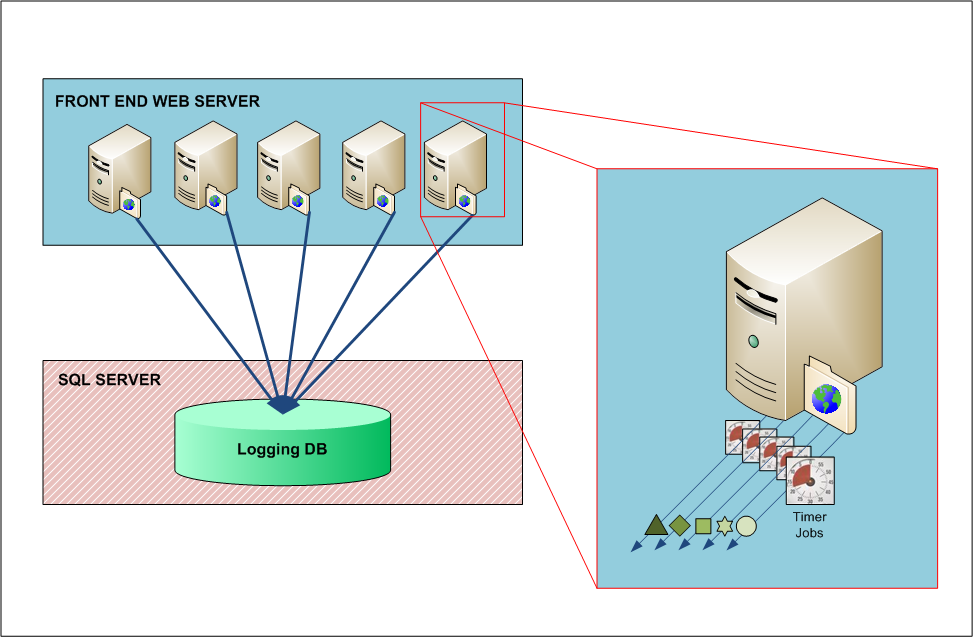 FRONT END WEB SERVER
SQL SERVER
Logging DB
Timer
Jobs